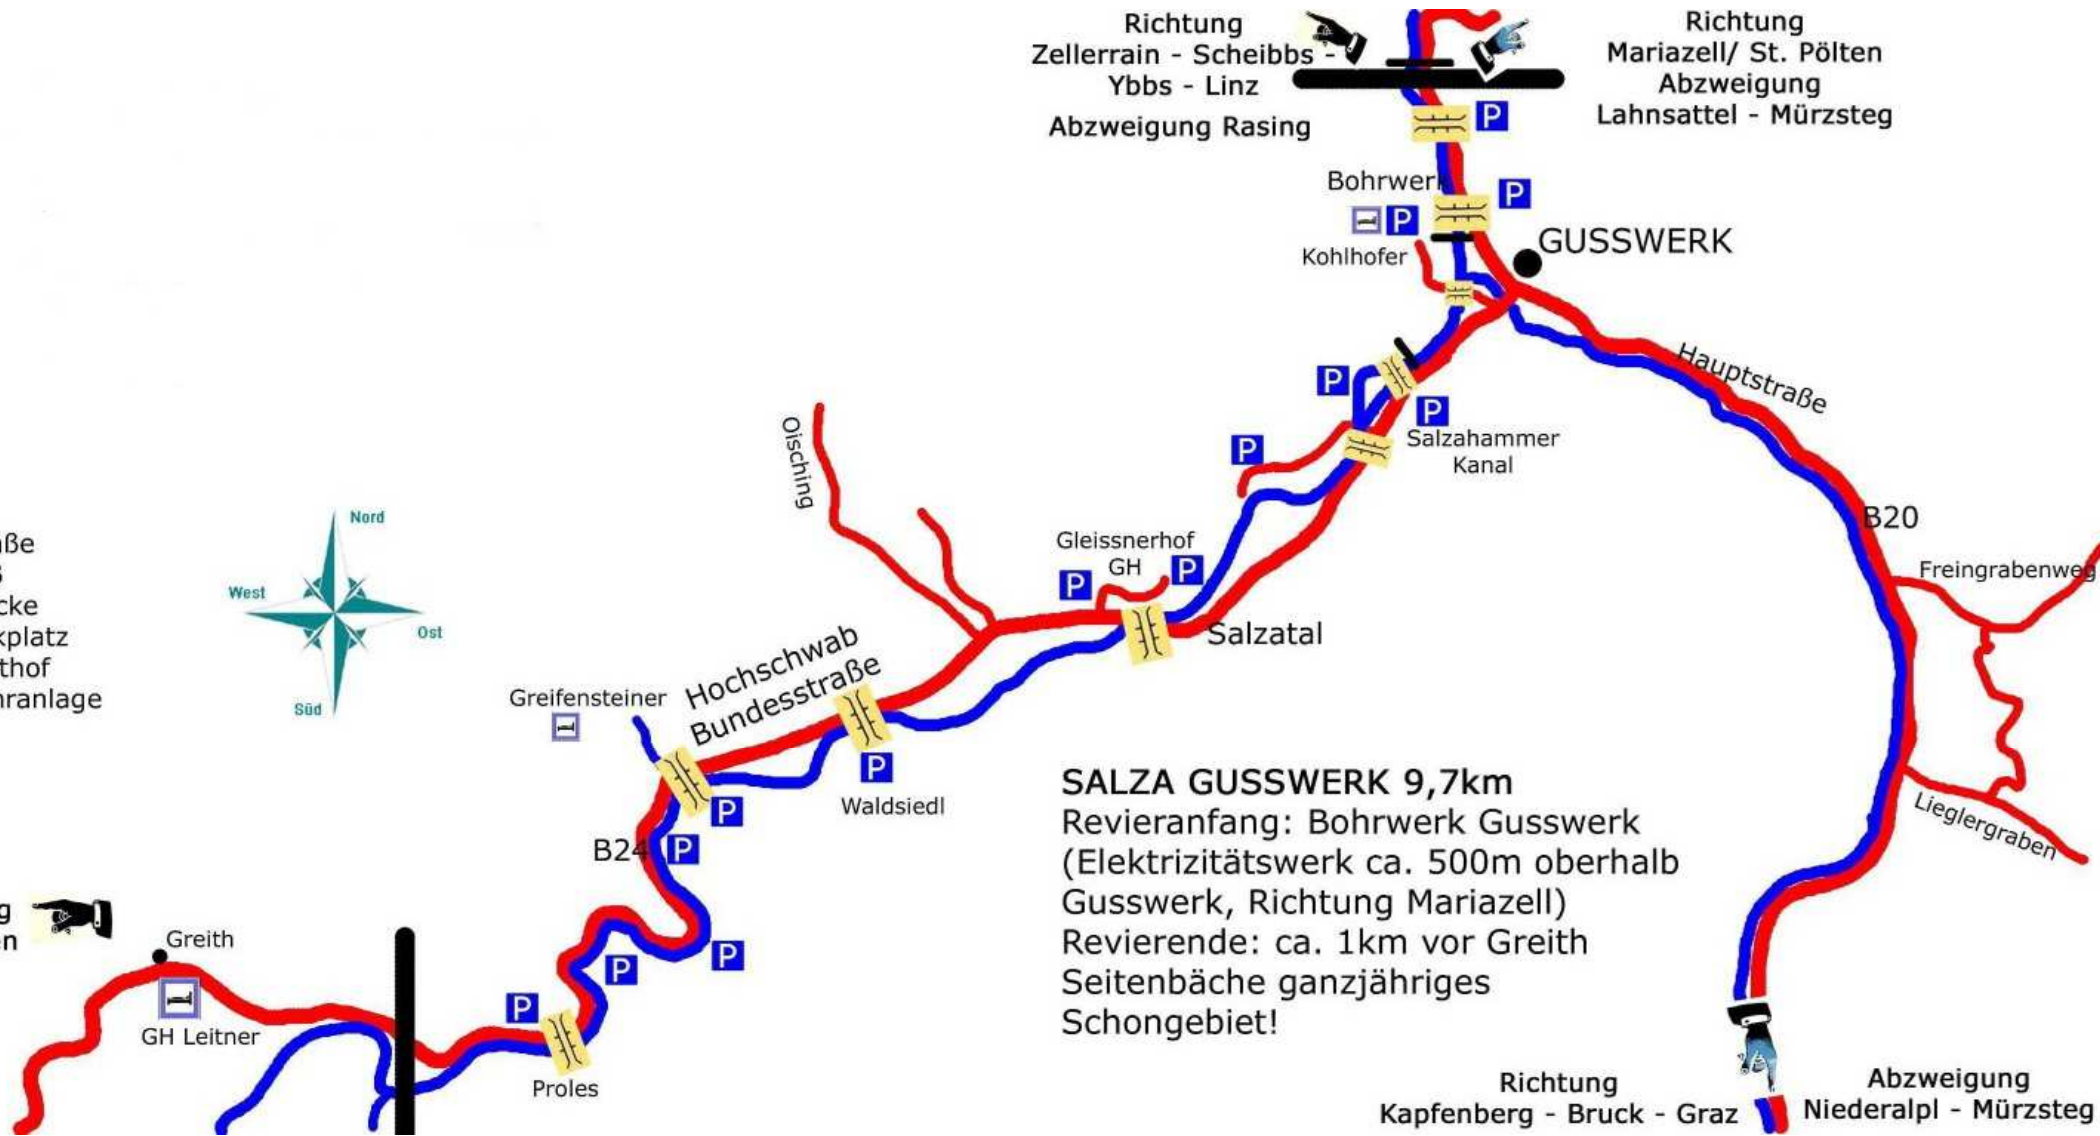 Richtung
Zellerrain - Scheibbs -
Ybbs - Linz
Abzweigung Rasing
Richtung
Mariazell/ St. Pölten
Abzweigung
Lahnsattel - Mürzsteg
P
Bohrwerk
P
P
Kohlhofer
GUSSWERK
Hauptstraße
P
P
Salzahammer
Kanal
P
Oisching
B20
Freingrabenweg
Gleissnerhof
GH
P
P
Salzatal
Nord
West
Ost
Süd
Hochschwab
Bundesstraße
Greifensteiner
P
Waldsiedl
P
B24
P
Lieglergraben
SALZA GUSSWERK 9,7km
Revieranfang: Bohrwerk Gusswerk
(Elektrizitätswerk ca. 500m oberhalb
Gusswerk, Richtung Mariazell)
Revierende: ca. 1km vor Greith
Seitenbäche ganzjähriges
Schongebiet!
Greith
GH Leitner
P
P
P
Proles
Richtung
Kapfenberg - Bruck - Graz
Abzweigung
Niederalpl - Mürzsteg